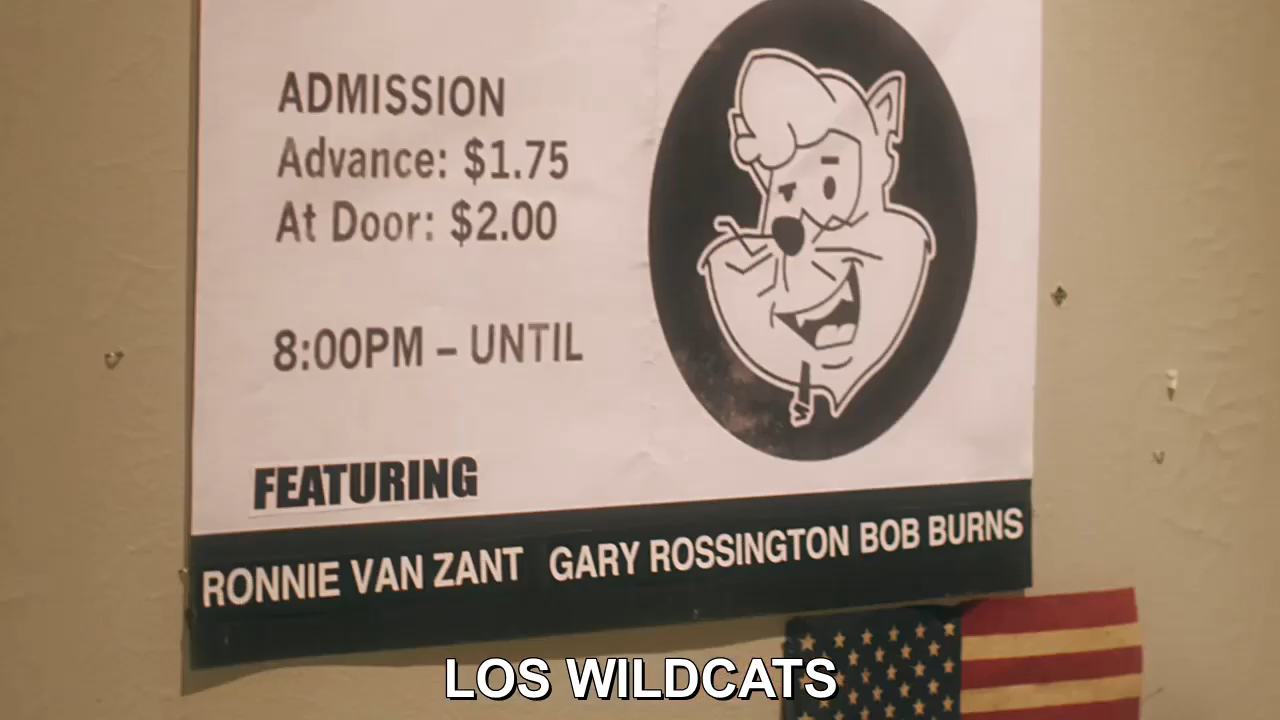 ADMISSION
Advance: $1.75
At Door: $2.00
8:00PM – UNTIL
FEATURING
RONNIE VAN ZANT GARY ROSSINGTON BOB BURNS
LOS WILDCATS